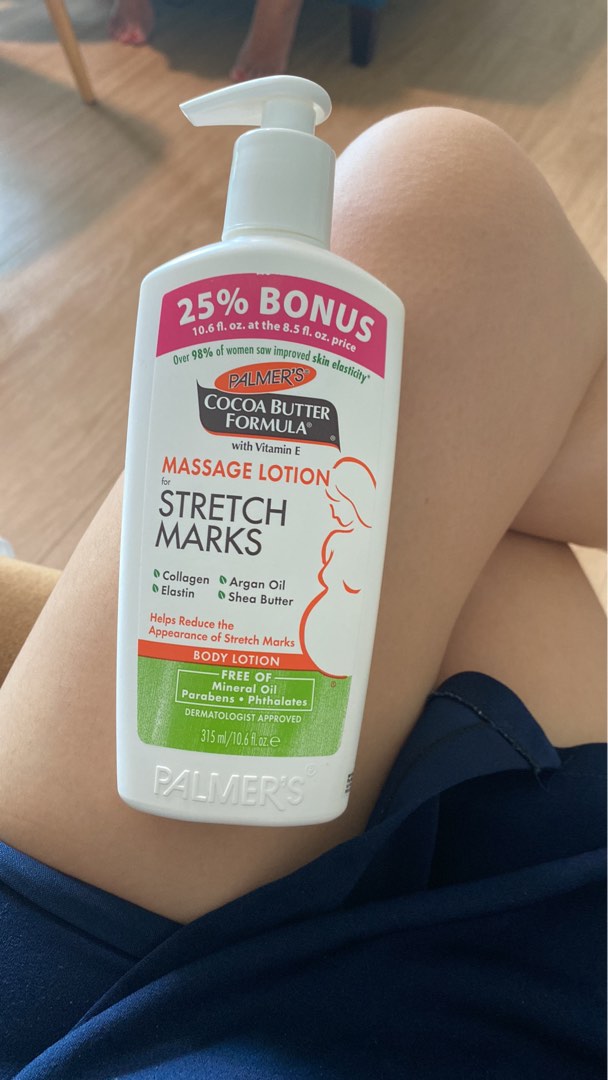 25% BONUS
10.6 fl. oz. at the 8.5 fl. oz. price
Over 98% of women saw improved skin elasticity*
PALMER'S®
COCOA BUTTER
FORMULA®
with Vitamin E
MASSAGE LOTION
for
STRETCH
MARKS
Collagen Argan Oil
Elastin Shea Butter
Helps Reduce the
Appearance of Stretch Marks
BODY LOTION
FREE OF
Mineral Oil
Parabens • Phthalates
DERMATOLOGIST APPROVED
315 ml/10.6 fl. oz e
PALMER'S®